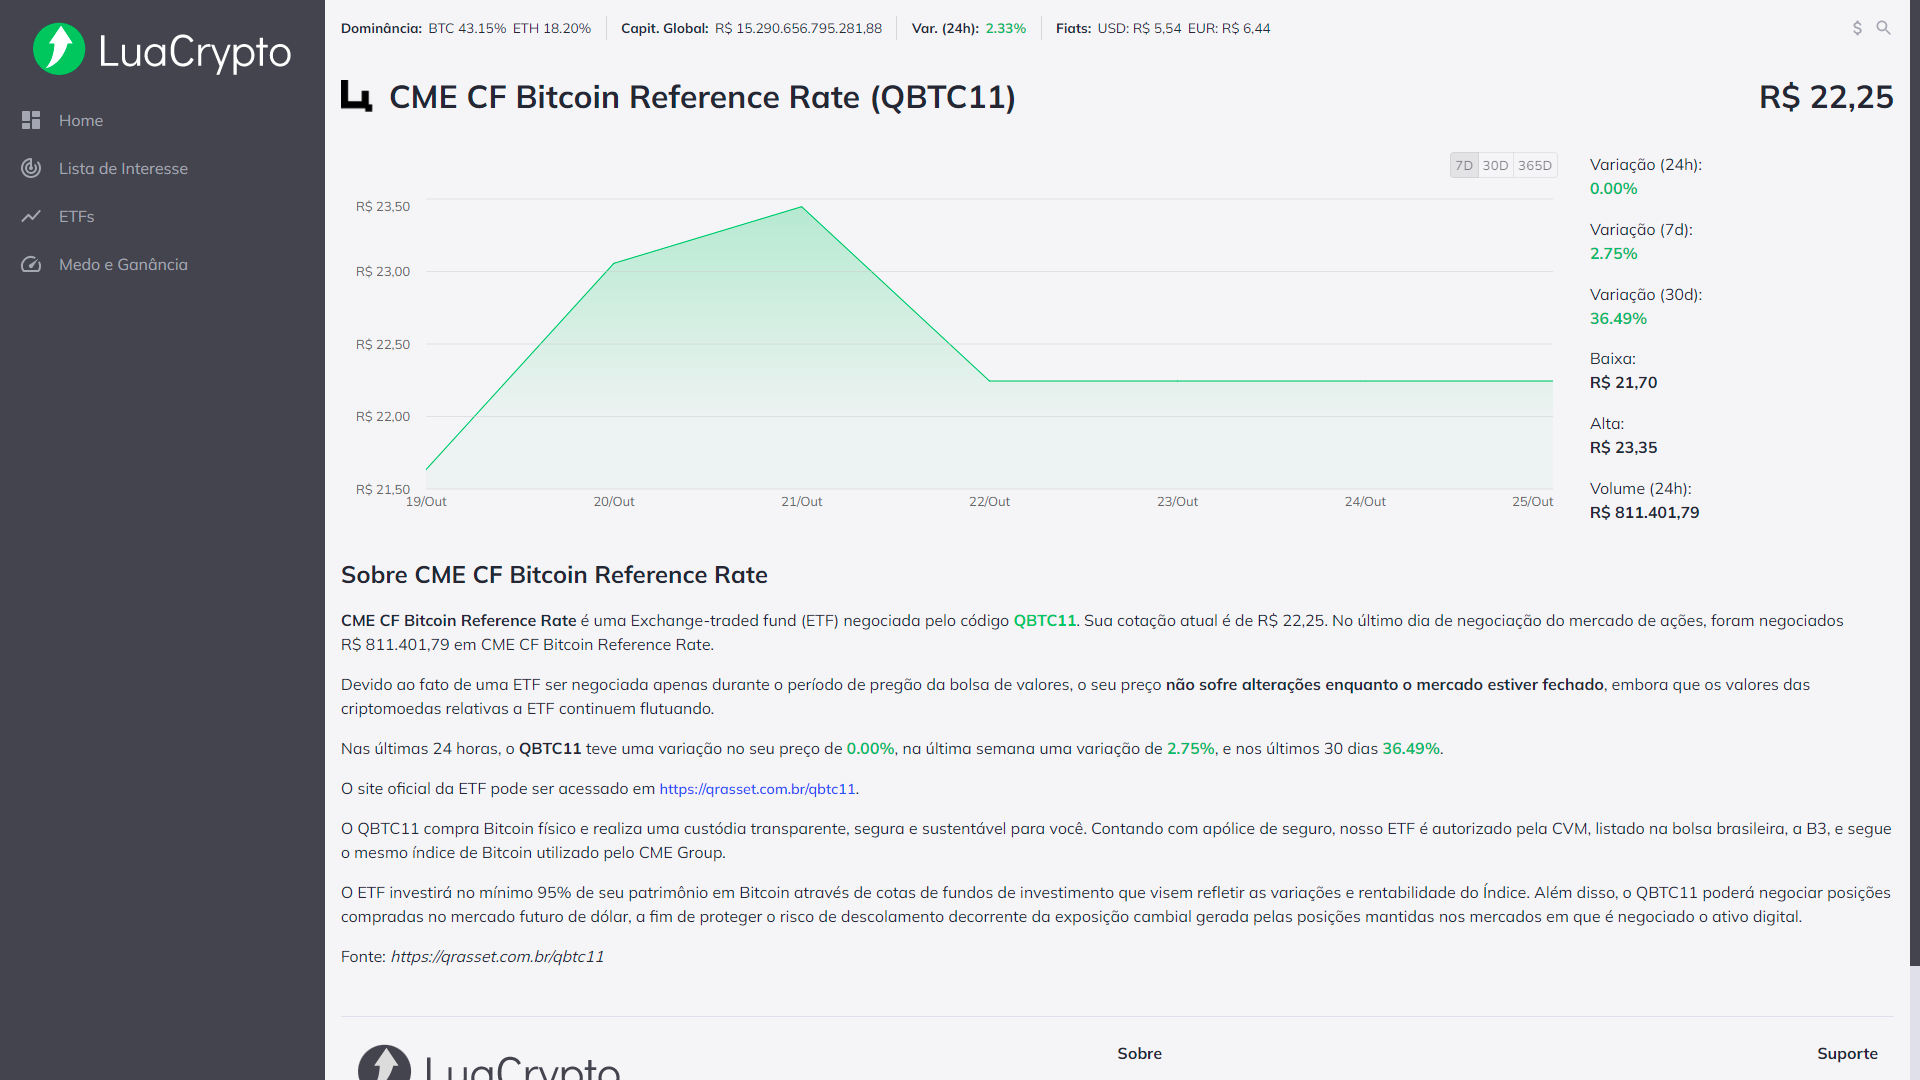 LuaCrypto
Home
Lista de Interesse
ETFs
Medo e Ganância
Dominância: BTC 43.15% ETH 18.20% Capit. Global: R$ 15.290.656.795.281,88 Var. (24h): 2.33% Fiats: USD: R$ 5,54 EUR: R$ 6,44
CME CF Bitcoin Reference Rate (QBTC11)
R$ 22,25
7D 30D 365D
R$ 23,50
R$ 23,00
R$ 22,50
R$ 22,00
R$ 21,50
19/Out 20/Out 21/Out 22/Out 23/Out 24/Out 25/Out
Variação (24h):
0.00%
Variação (7d):
2.75%
Variação (30d):
36.49%
Baixa:
R$ 21,70
Alta:
R$ 23,35
Volume (24h):
R$ 811.401,79
Sobre CME CF Bitcoin Reference Rate
CME CF Bitcoin Reference Rate é uma Exchange-traded fund (ETF) negociada pelo código QBTC11. Sua cotação atual é de R$ 22,25. No último dia de negociação do mercado de ações, foram negociados
R$ 811.401,79 em CME CF Bitcoin Reference Rate.
Devido ao fato de uma ETF ser negociada apenas durante o período de pregão da bolsa de valores, o seu preço não sofre alterações enquanto o mercado estiver fechado, embora que os valores das
criptomoedas relativas a ETF continuem flutuando.
Nas últimas 24 horas, o QBTC11 teve uma variação no seu preço de 0.00%, na última semana uma variação de 2.75%, e nos últimos 30 dias 36.49%.
O site oficial da ETF pode ser acessado em https://qrasset.com.br/qbtc11.
O QBTC11 compra Bitcoin físico e realiza uma custódia transparente, segura e sustentável para você. Contando com apólice de seguro, nosso ETF é autorizado pela CVM, listado na bolsa brasileira, a B3, e segue
o mesmo índice de Bitcoin utilizado pelo CME Group.
O ETF investirá no mínimo 95% de seu patrimônio em Bitcoin através de cotas de fundos de investimento que visem refletir as variações e rentabilidade do Índice. Além disso, o QBTC11 poderá negociar posições
compradas no mercado futuro de dólar, a fim de proteger o risco de descolamento decorrente da exposição cambial gerada pelas posições mantidas nos mercados em que é negociado o ativo digital.
Fonte: https://qrasset.com.br/qbtc11
LuaCrypto
Sobre
Suporte